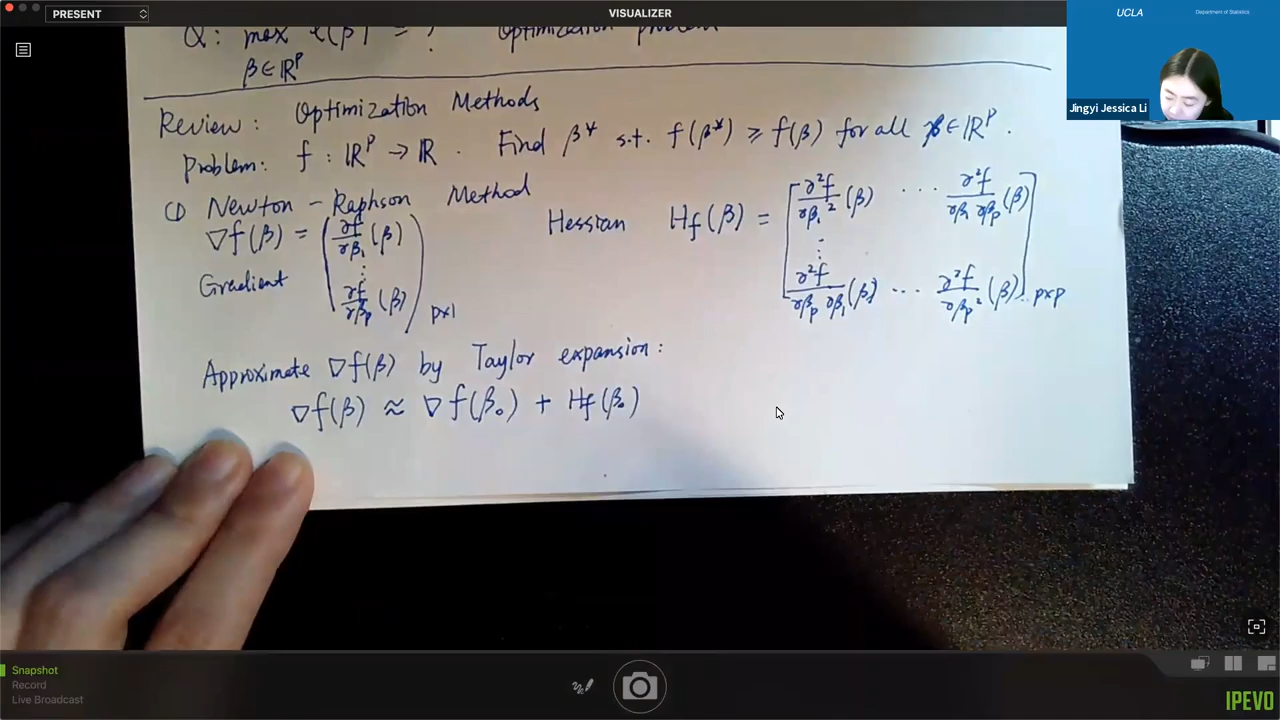 PRESENT
VISUALIZER
UCLA
Department of Statistics
Jingyi Jessica Li
Q: max ℓ(β) = ? Optimization problem
β∈ℝᵖ
Review: Optimization Methods
Problem: f : ℝᵖ → ℝ. Find β* s.t. f(β*) ≥ f(β) for all β∈ℝᵖ.
① Newton-Raphson Method
∇f(β) = (∂f/∂β₁ (β) ⋮ ∂f/∂βₚ (β)) p×1
Gradient
Hessian Hf(β) = [∂²f/∂β₁² (β) ⋯ ∂²f/∂β₁∂βₚ (β)
⋮
∂²f/∂βₚ∂β₁ (β) ⋯ ∂²f/∂βₚ² (β)] p×p
Approximate ∇f(β) by Taylor expansion:
∇f(β) ≈ ∇f(β₀) + Hf(β₀)
Snapshot
Record
Live Broadcast
IPEVO